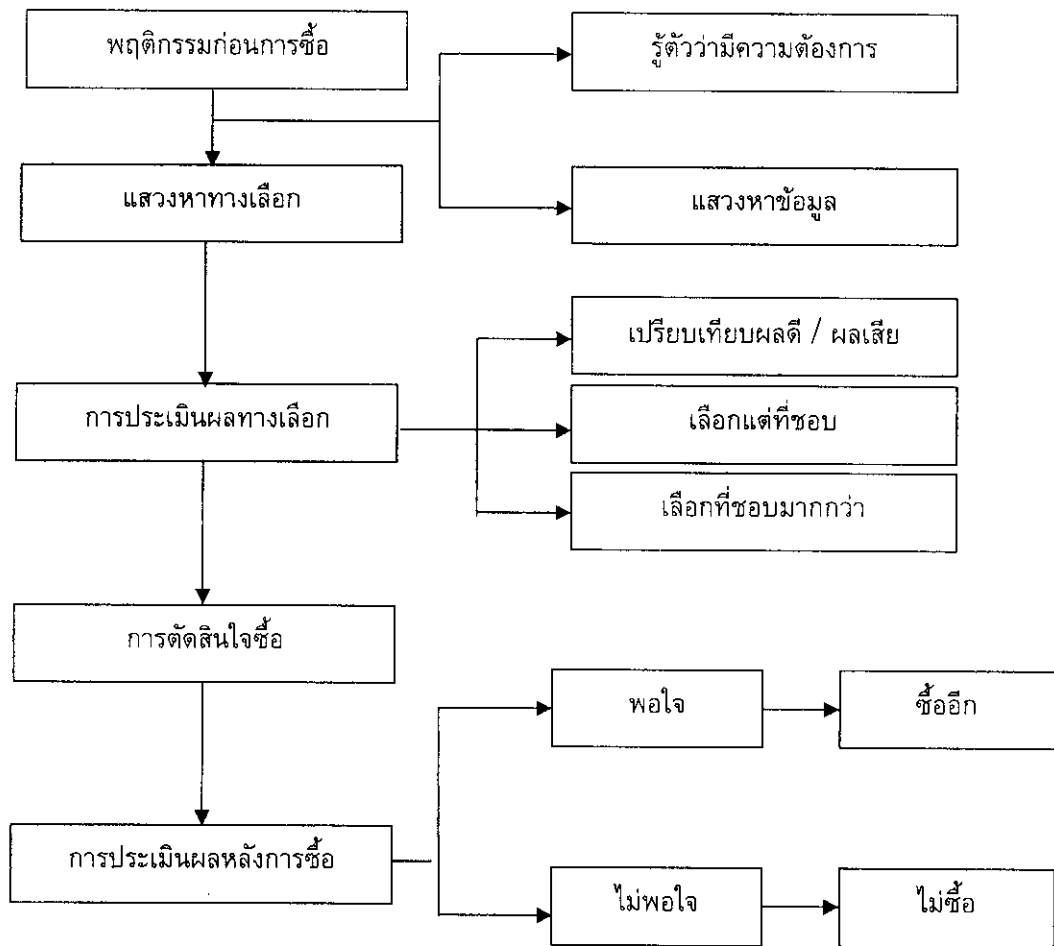 พฤติกรรมก่อนการซื้อ
รู้ตัวว่ามีความต้องการ
แสวงหาทางเลือก
แสวงหาข้อมูล
เปรียบเทียบผลดี / ผลเสีย
การประเมินผลทางเลือก
เลือกแต่ที่ชอบ
เลือกที่ชอบมากกว่า
การตัดสินใจซื้อ
พอใจ
ซื้ออีก
การประเมินผลหลังการซื้อ
ไม่พอใจ
ไม่ซื้อ